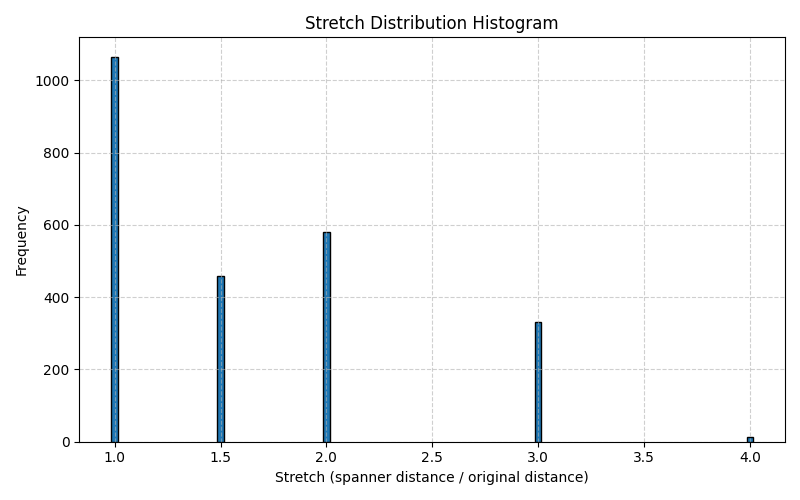 Stretch Distribution Histogram
Frequency
1000
800
600
400
200
0
1.0 1.5 2.0 2.5 3.0 3.5 4.0
Stretch (spanner distance / original distance)